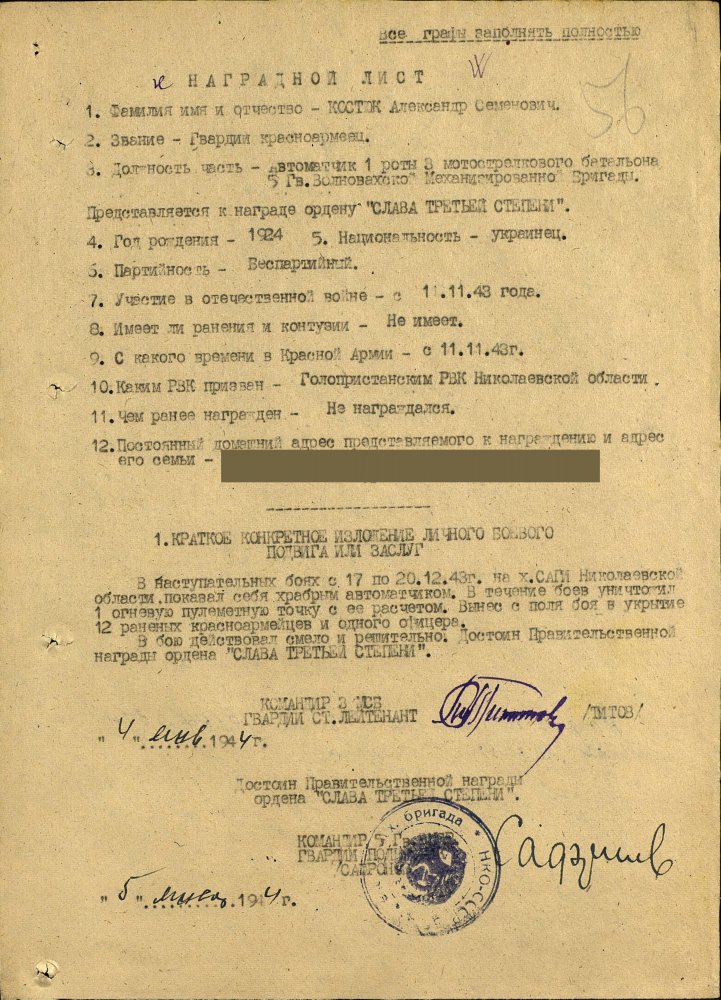 Все графы заполнять полностью
56
НАГРАДНОЙ ЛИСТ
1. Фамилия имя и отчество – КОСТЮК Александр Семенович.
2. Звание – Гвардии красноармеец.
3. Должность часть – автоматчик 1 роты 3 мотострелкового батальона
5 Гв.Волновахской Механизированной Бригады.
Представляется к награде ордену "СЛАВА ТРЕТЬЕЙ СТЕПЕНИ".
4. Год рождения – 1924 5. Национальность – украинец.
6. Партийность – Беспартийный.
7. Участие в отечественной войне – с 11.11.43 года.
8. Имеет ли ранения и контузии – Не имеет.
9. С какого времени в Красной Армии – с 11.11.43г.
10. Каким РВК призван – Голопристанским РВК Николаевской области.
11. Чем ранее награжден – Не награждался.
12. Постоянный домашний адрес представляемого к награждению и адрес
его семьи –
1. КРАТКОЕ КОНКРЕТНОЕ ИЗЛОЖЕНИЕ ЛИЧНОГО БОЕВОГО
ПОДВИГА ИЛИ ЗАСЛУГ
В наступательных боях с 17 по 20.12.43г. на х.САГИ Николаевской
области.показал себя храбрым автоматчиком. В течение боев уничтожил
1 огневую пулеметную точку с ее расчетом. Вынес с поля боя в укрытие
12 раненых красноармейцев и одного офицера.
В бою действовал смело и решительно. Достоин Правительственной
награды ордена "СЛАВА ТРЕТЬЕЙ СТЕПЕНИ".
КОМАНДИР 3 МСБ
ГВАРДИИ СТ.ЛЕЙТЕНАНТ /ТИТОВ/
"4" янв 1944г.
Достоин Правительственной награды
ордена "СЛАВА ТРЕТЬЕЙ СТЕПЕНИ".
КОМАНДИР 5
ГВАРДИИ
х. бригада * НКО-СССР
"5" 1944г.